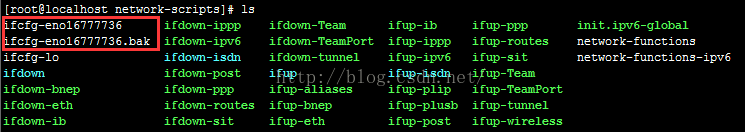 [root@localhost network-scripts]# ls
ifcfg-eno16777736 ifdown-ippp ifdown-Team ifup-ib ifup-ppp init.ipv6-global
ifcfg-eno16777736.bak ifdown-ipv6 ifdown-TeamPort ifup-ippp ifup-routes network-functions
ifcfg-lo ifdown-isdn ifdown-tunnel ifup-ipv6 ifup-sit network-functions-ipv6
ifdown ifdown-post ifup ifup-isdn ifup-Team
ifdown-bnep ifdown-ppp ifup-aliases ifup-plip ifup-TeamPort
ifdown-eth ifdown-routes ifup-bnep ifup-plusb ifup-tunnel
ifdown-ib ifdown-sit ifup-eth ifup-post ifup-wireless
http://blog.csdn.net/